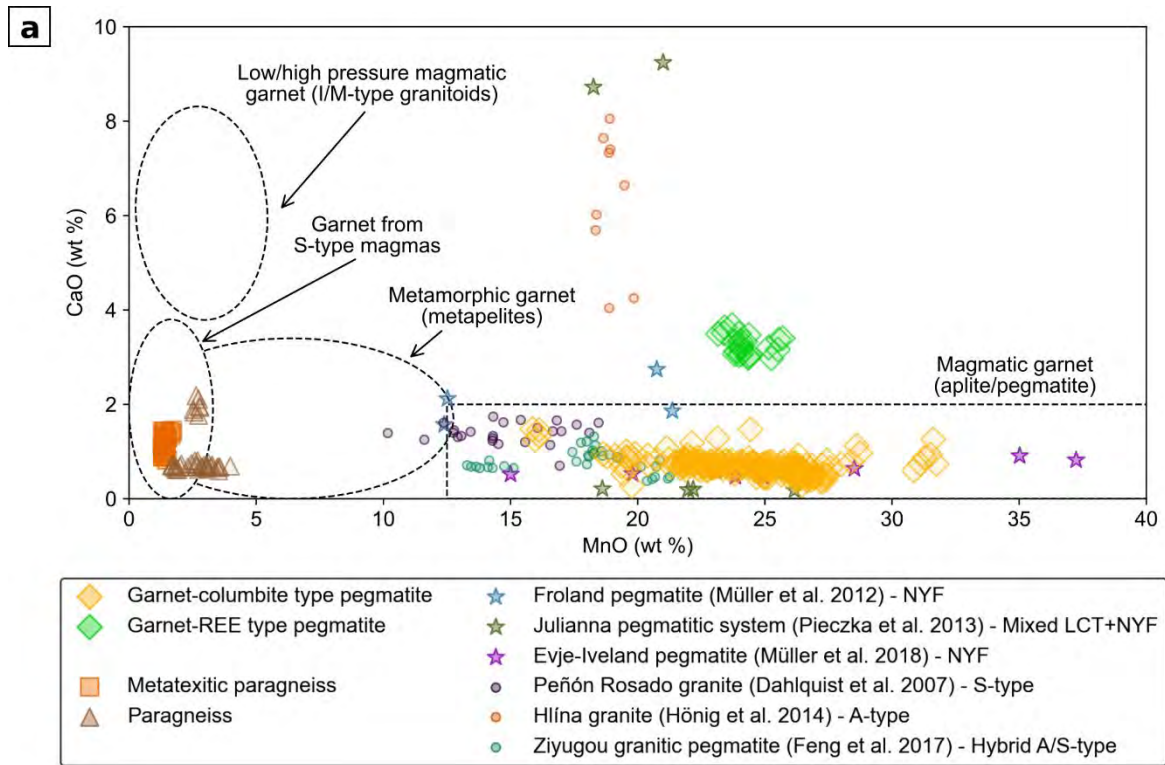 a
10
8
6
4
2
0
CaO (wt %)
Low/high pressure magmatic
garnet (I/M-type granitoids)
Garnet from
S-type magmas
Metamorphic garnet
(metapelites)
Magmatic garnet
(aplite/pegmatite)
0 5 10 15 20 25 30 35 40
MnO (wt %)
Garnet-columbite type pegmatite
Garnet-REE type pegmatite
Metatexitic paragneiss
Paragneiss
Froland pegmatite (Müller et al. 2012) - NYF
Julianna pegmatitic system (Pieczka et al. 2013) - Mixed LCT+NYF
Evje-Iveland pegmatite (Müller et al. 2018) - NYF
Peñón Rosado granite (Dahlquist et al. 2007) - S-type
Hlína granite (Hönig et al. 2014) - A-type
Ziyugou granitic pegmatite (Feng et al. 2017) - Hybrid A/S-type